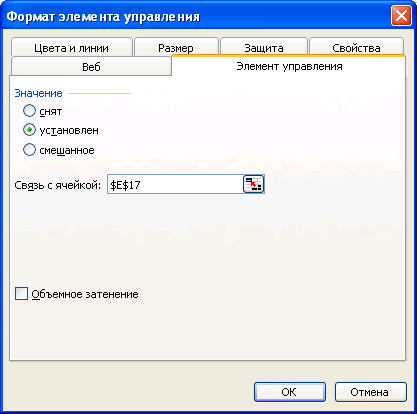 Формат элемента управления
Цвета и линии Размер Защита Свойства
Веб Элемент управления
Значение
снят
установлен
смешанное
Связь с ячейкой: $E$17
Объемное затенение
ОК Отмена